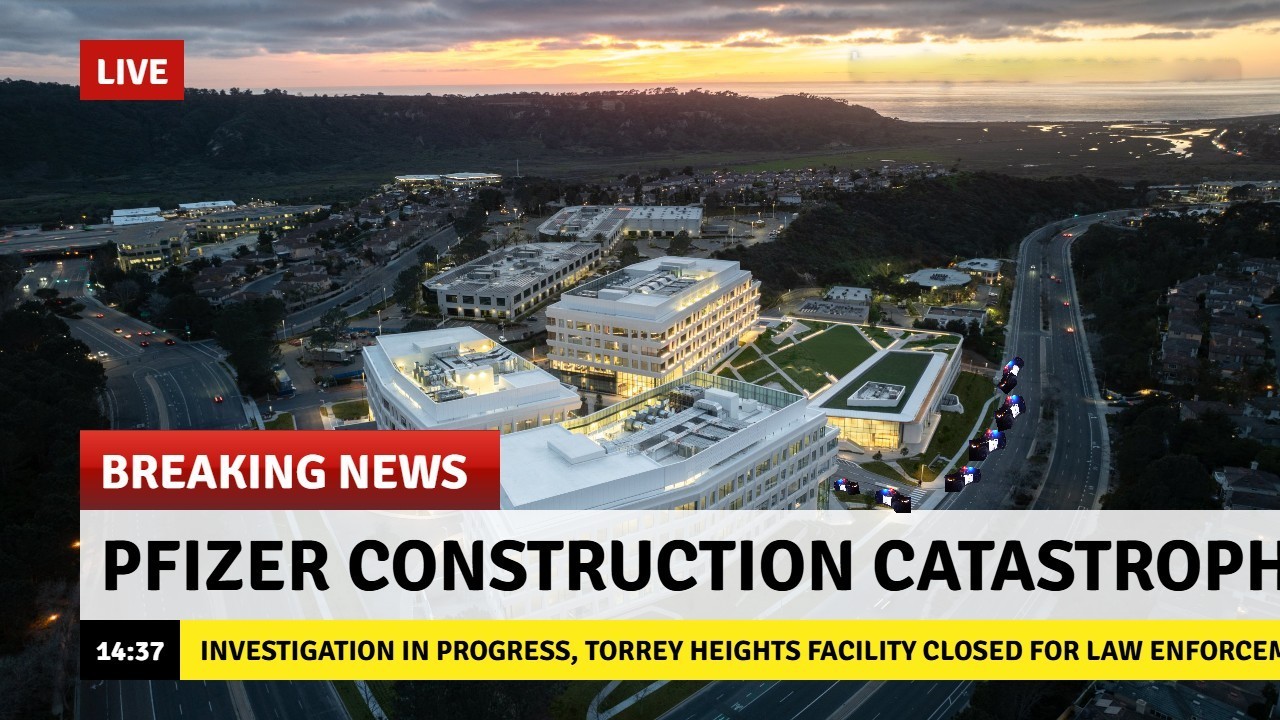 LIVE
BREAKING NEWS
PFIZER CONSTRUCTION CATASTROPH
14:37 INVESTIGATION IN PROGRESS, TORREY HEIGHTS FACILITY CLOSED FOR LAW ENFORCEM